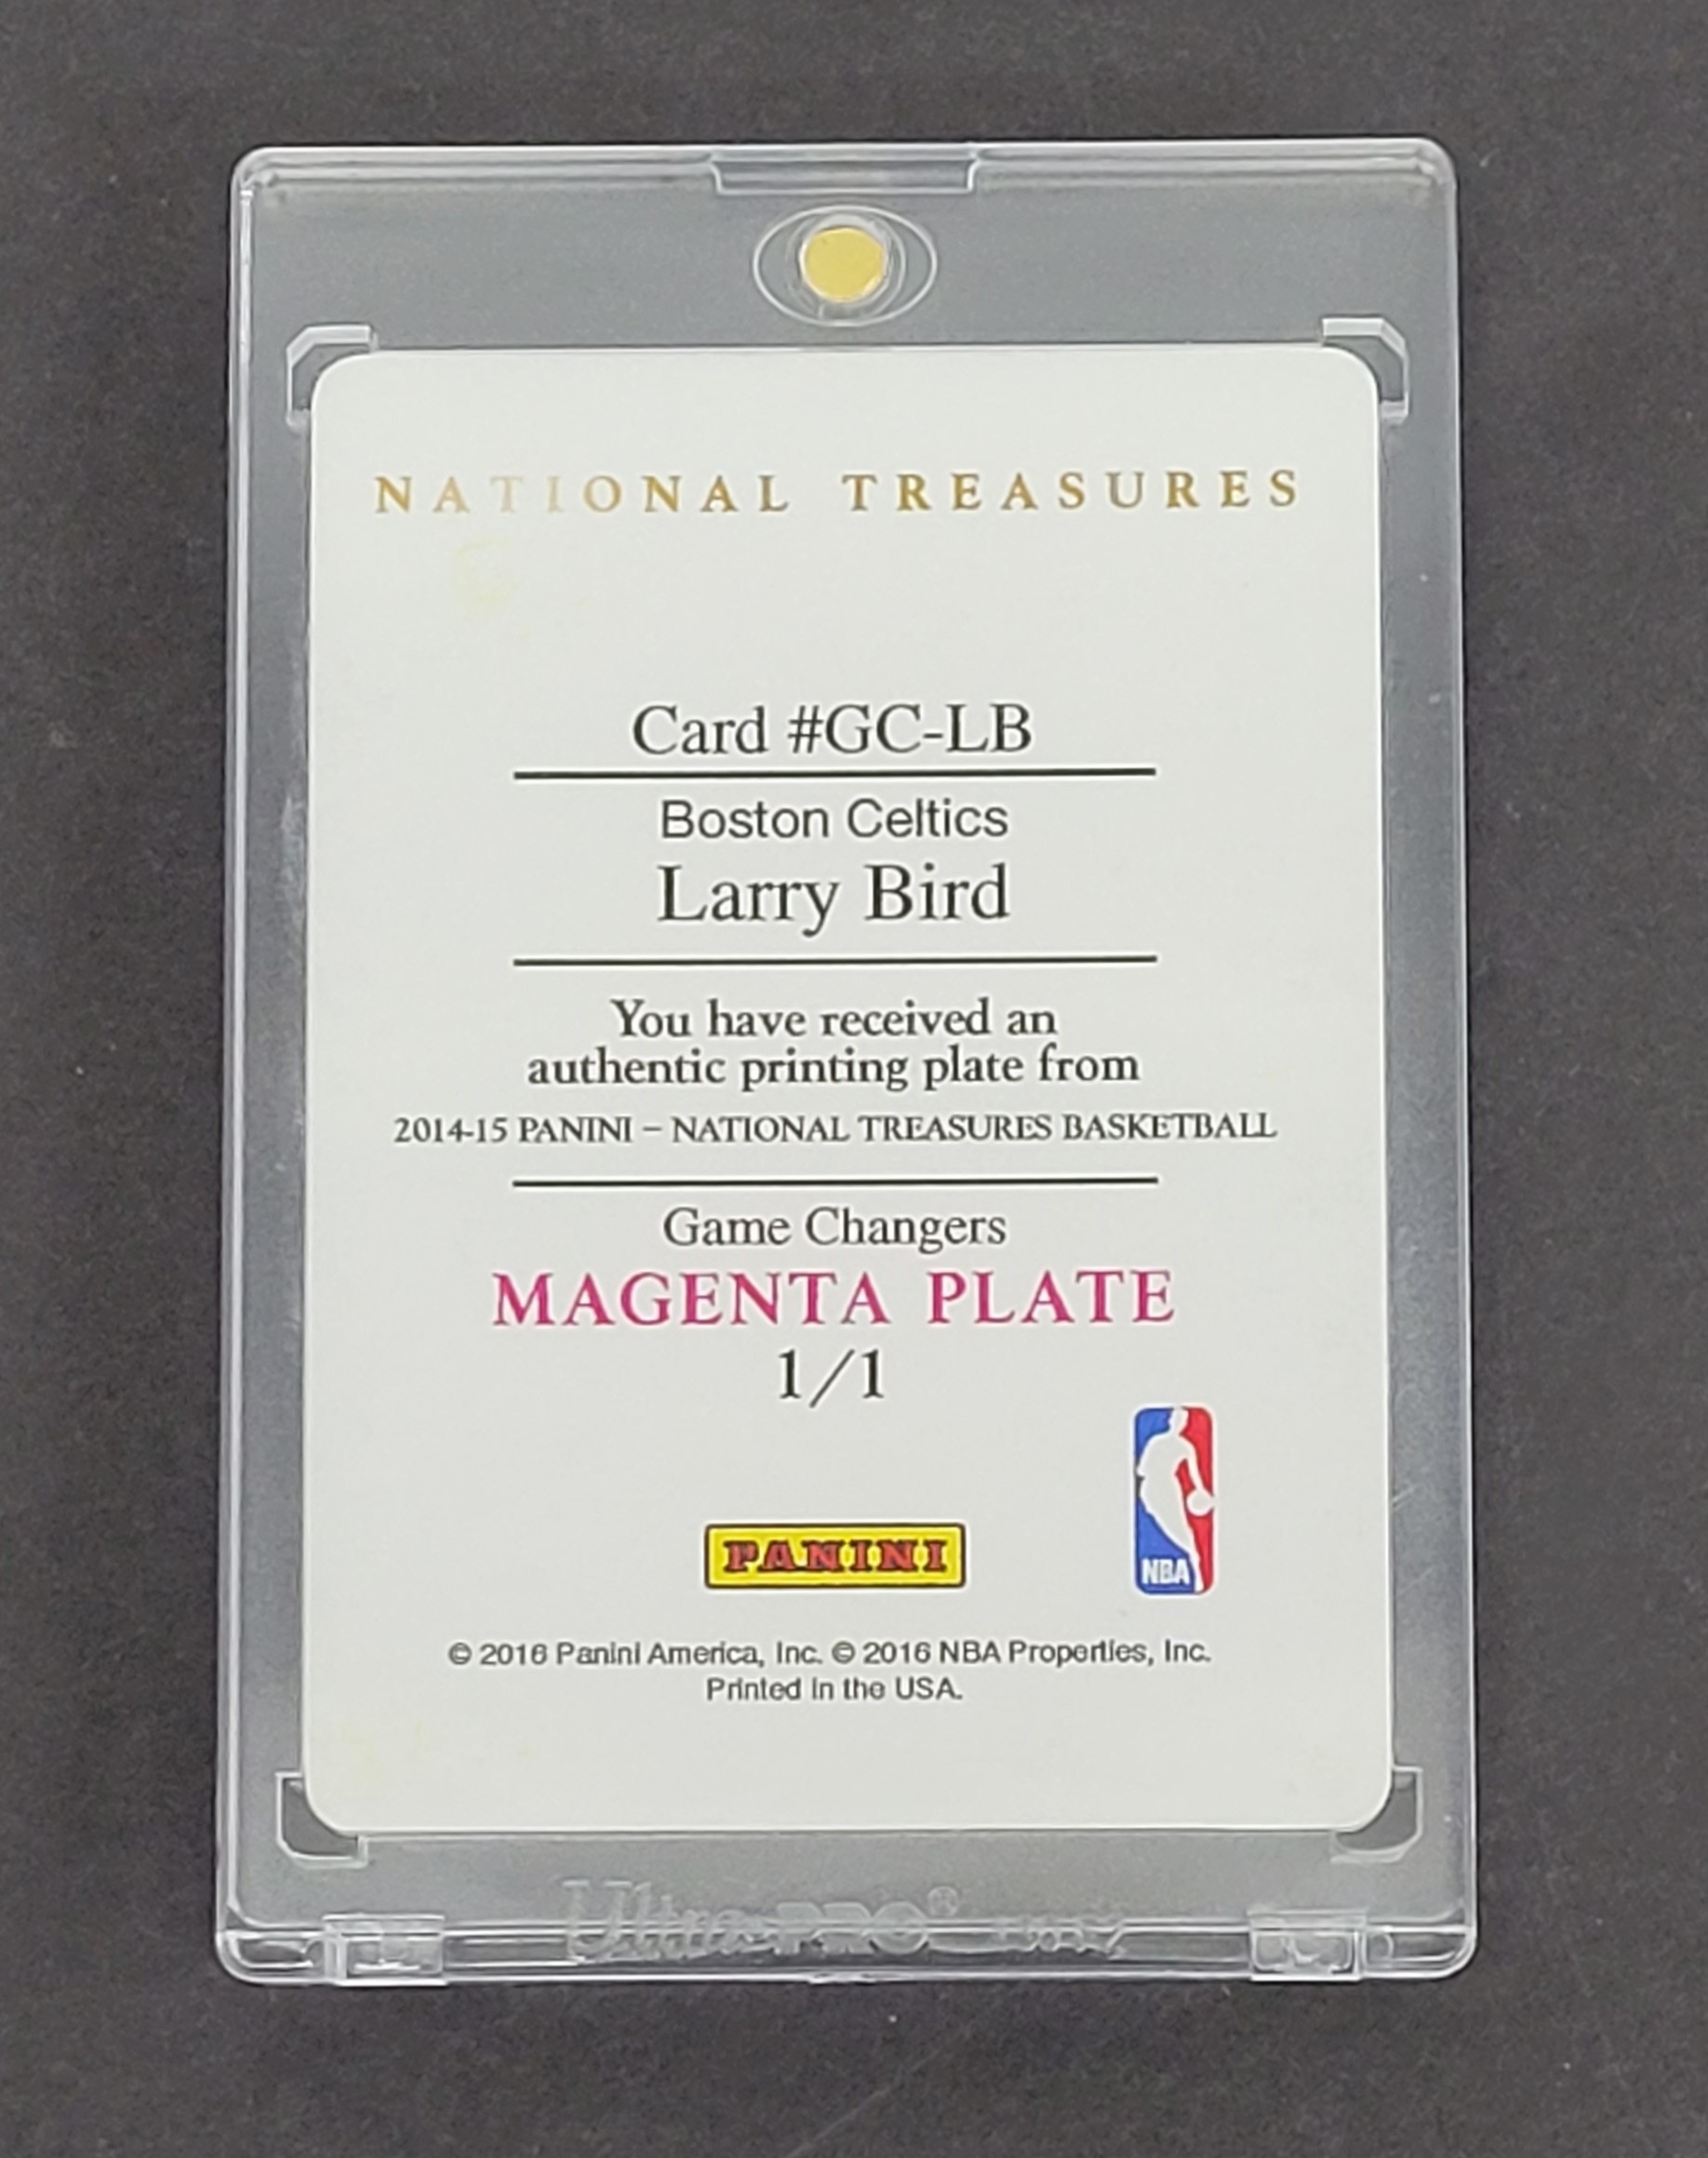 NATIONAL TREASURES
Card #GC-LB
Boston Celtics
Larry Bird
You have received an
authentic printing plate from
2014-15 PANINI – NATIONAL TREASURES BASKETBALL
Game Changers
MAGENTA PLATE
1/1
NBA
PANINI
© 2016 Panini America, Inc. © 2016 NBA Properties, Inc.
Printed in the USA.
Ultra•PRO®